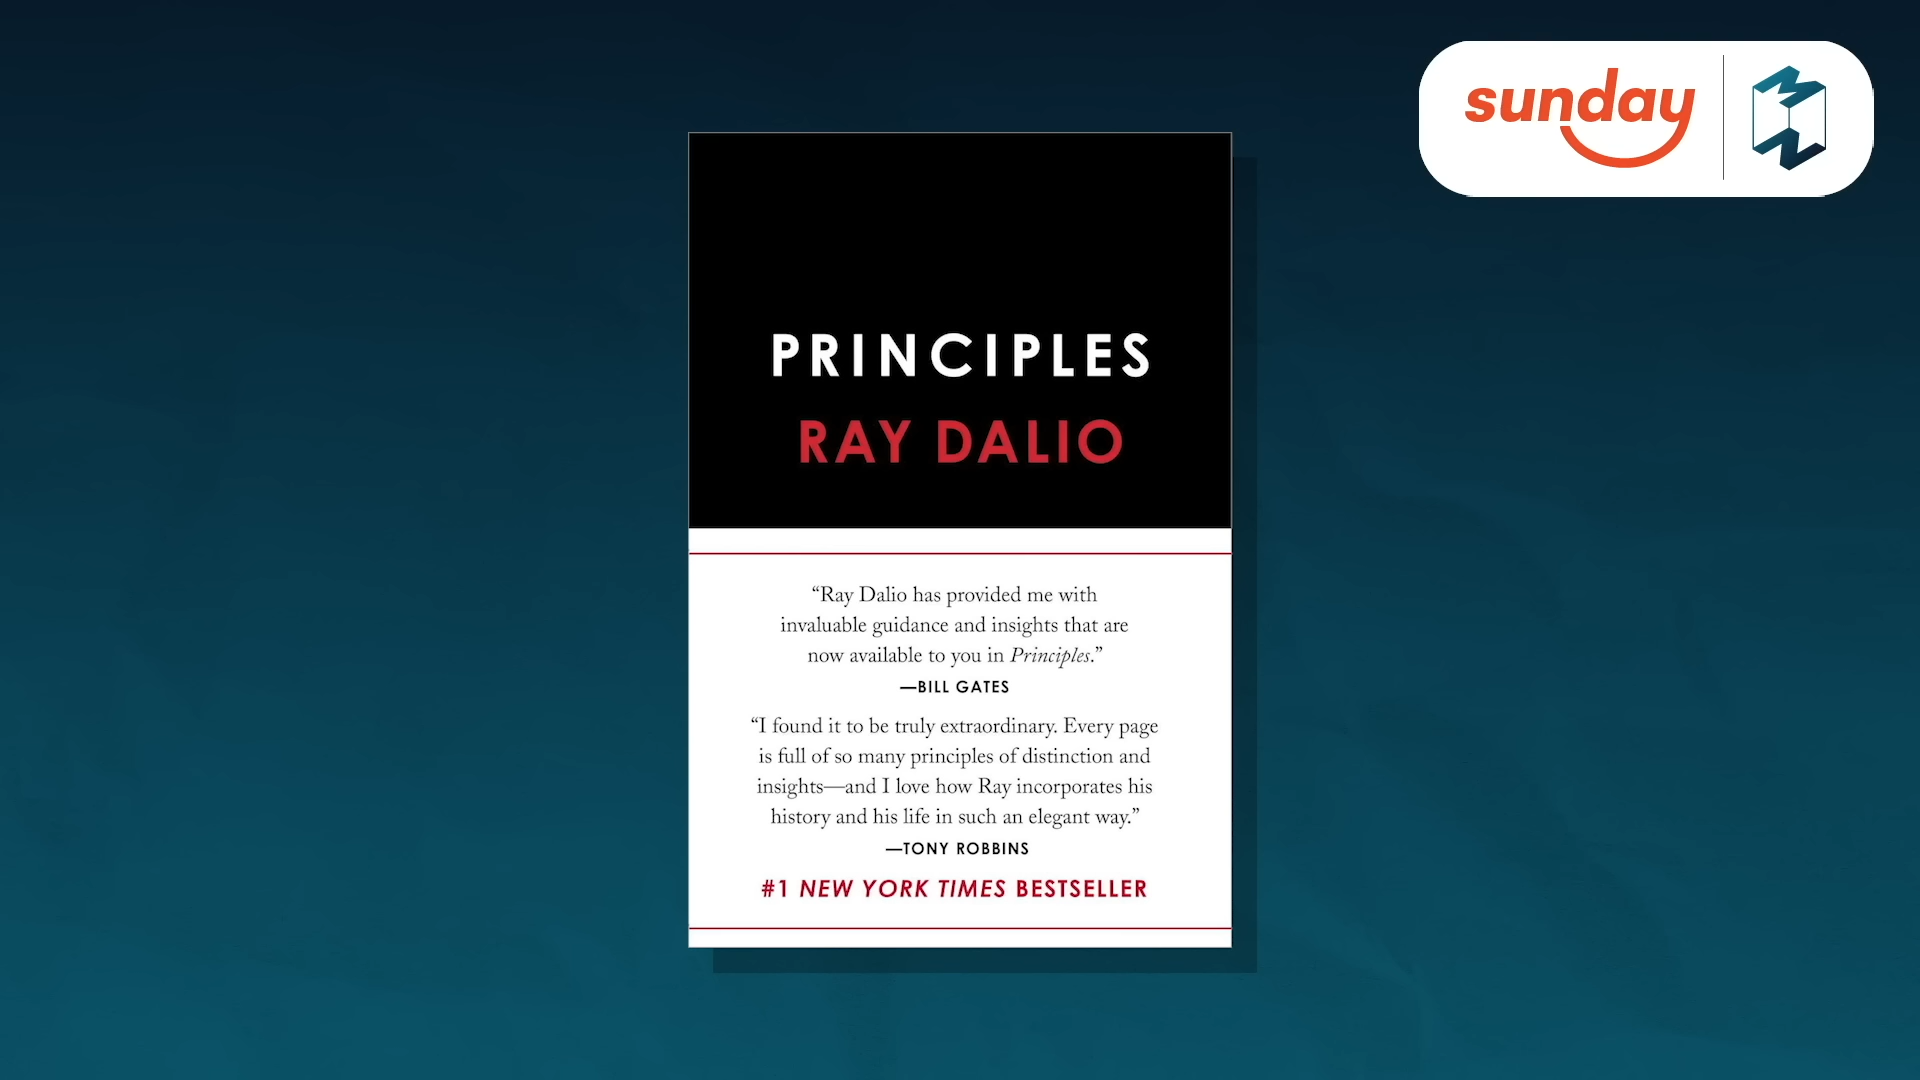 sunday
PRINCIPLES
RAY DALIO
“Ray Dalio has provided me with
invaluable guidance and insights that are
now available to you in Principles.”
—BILL GATES
“I found it to be truly extraordinary. Every page
is full of so many principles of distinction and
insights—and I love how Ray incorporates his
history and his life in such an elegant way.”
—TONY ROBBINS
#1 NEW YORK TIMES BESTSELLER